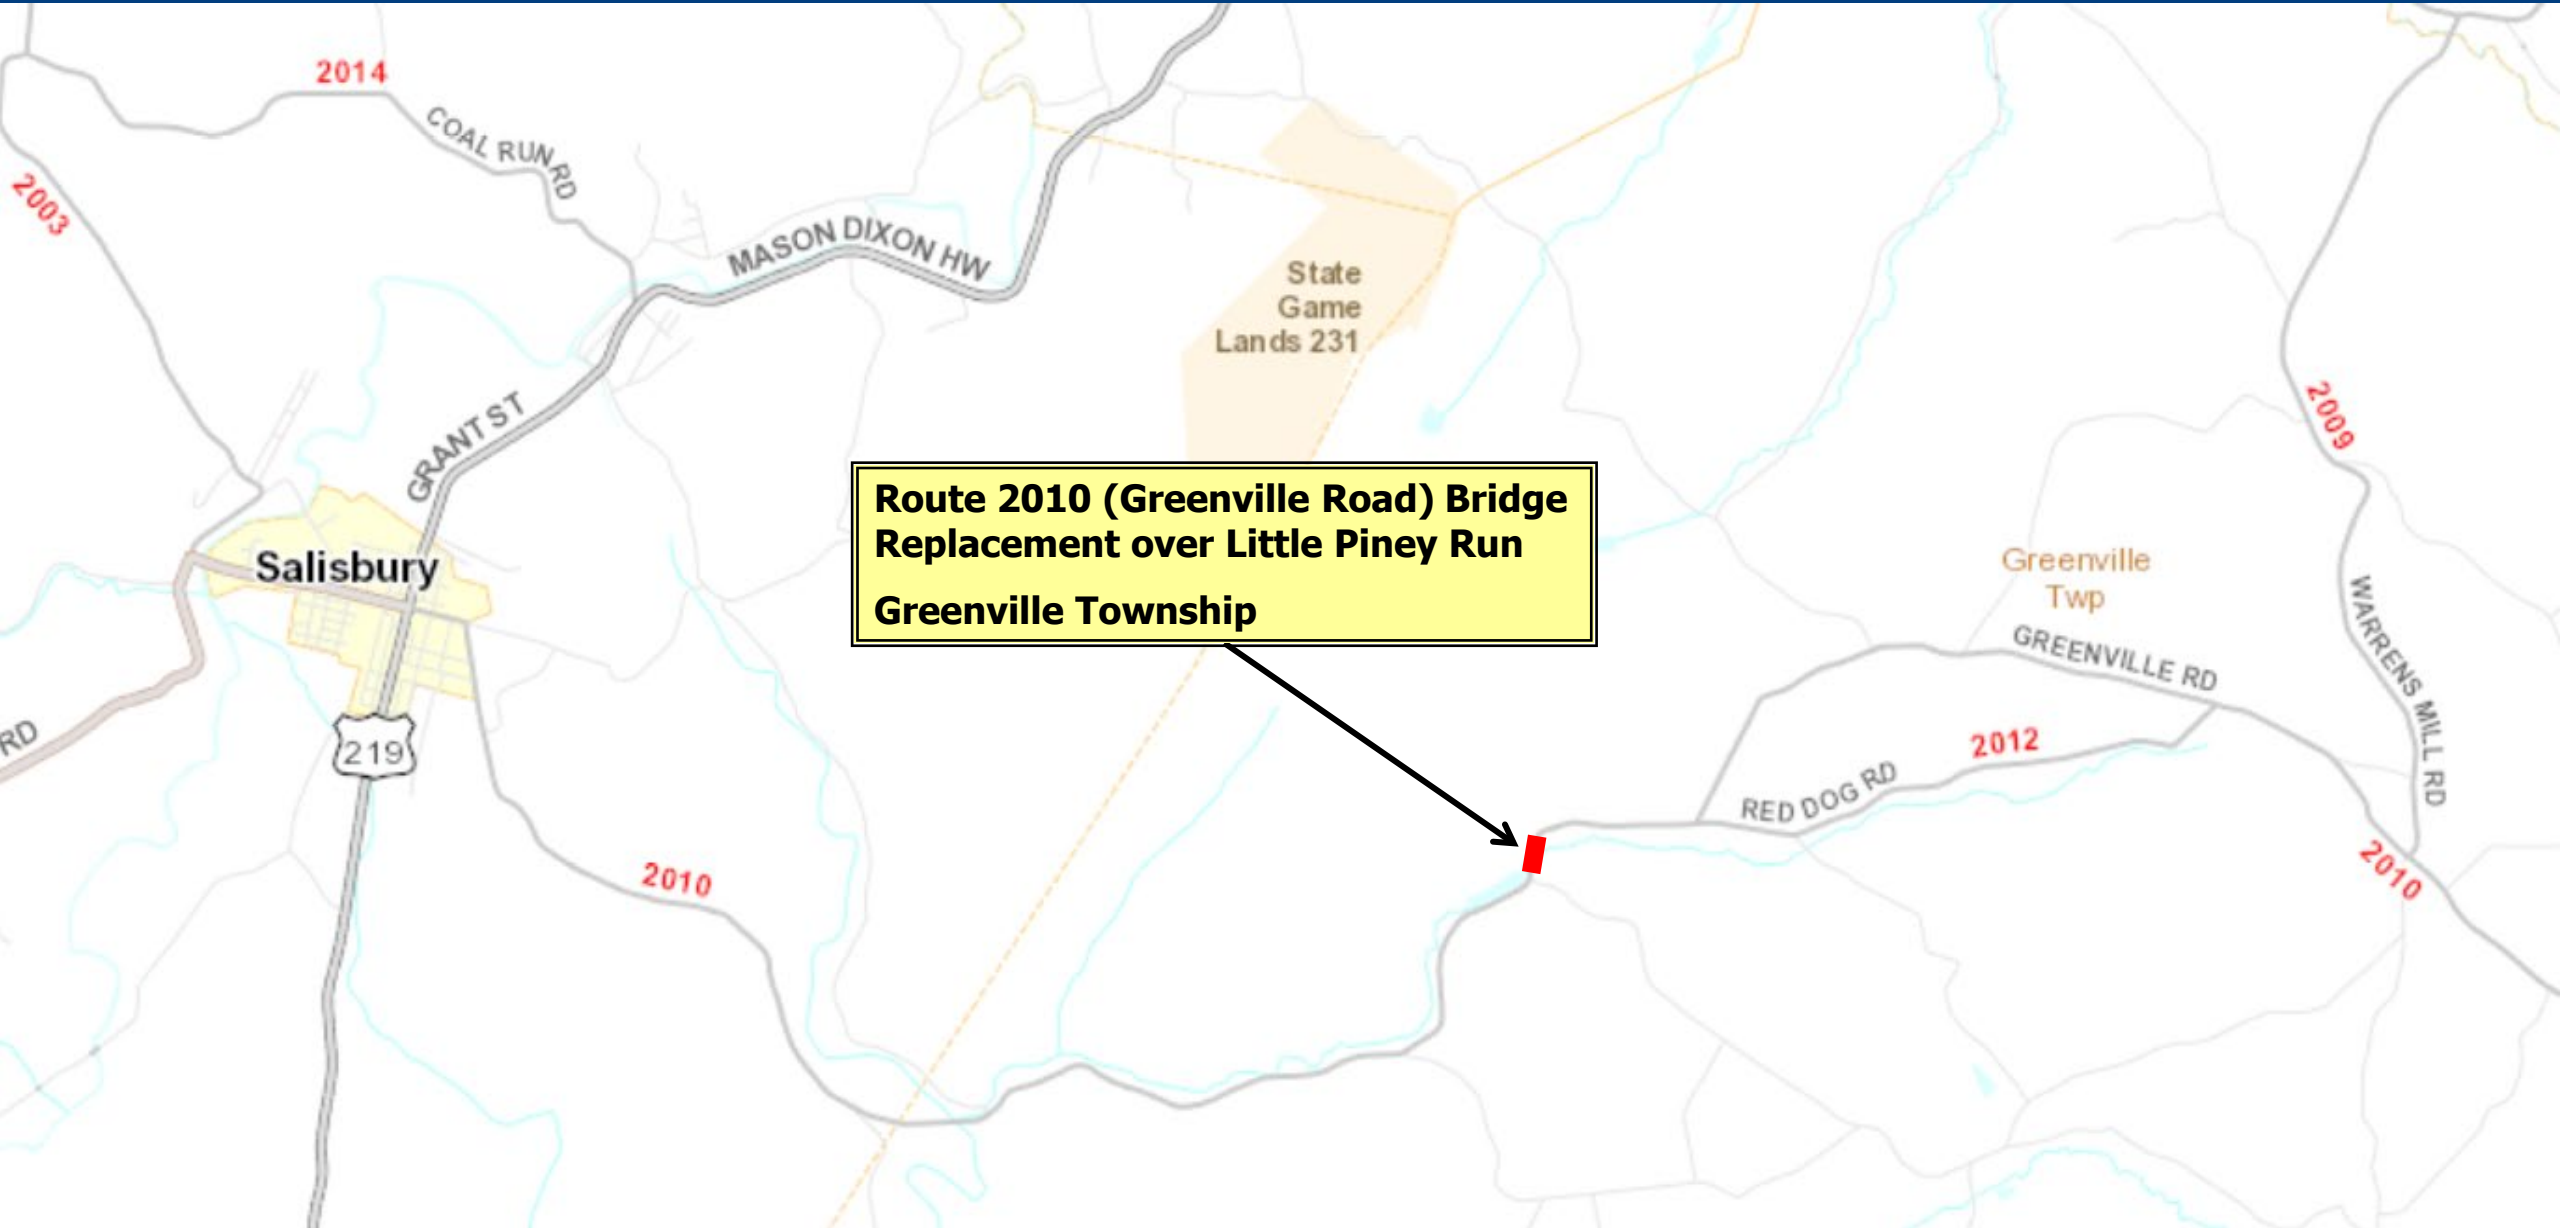 2014
COAL RUN RD
2003
MASON DIXON HW
State
Game
Lands 231
GRANT ST
2009
Route 2010 (Greenville Road) Bridge
Replacement over Little Piney Run
Greenville Township
Salisbury
Greenville
Twp
WARRENS MILL RD
GREENVILLE RD
RD
219
2012
RED DOG RD
2010
2010